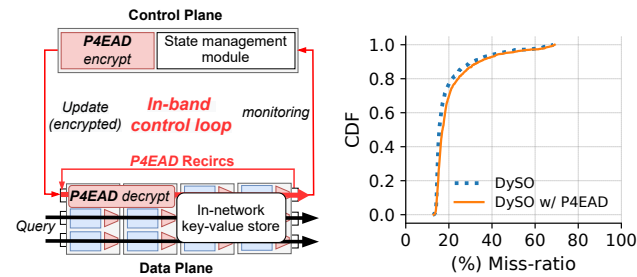 Control Plane
P4EAD
encrypt
State management
module
Update
(encrypted)
In-band
control loop
monitoring
P4EAD Recircs
P4EAD decrypt
In-network
key-value store
Query
Data Plane
CDF
1.0
0.8
0.6
0.4
0.2
0.0
DySO
DySO w/ P4EAD
0 20 40 60 80 100
(%) Miss-ratio